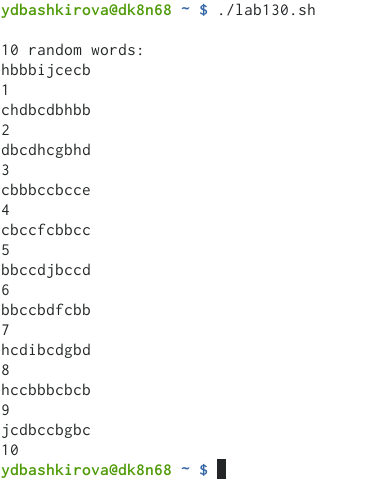 ydbashkirova@dk8n68 ~ $ ./lab130.sh
10 random words:
hbbbijcecb
1
chdbcdbhbb
2
dbcdhcgbhd
3
cbbbccbcce
4
cbccfcbbcc
5
bbccdjbccd
6
bbccbdfcbb
7
hcdibcdgbd
8
hccbbbcbcb
9
jcdbccbgbc
10
ydbashkirova@dk8n68 ~ $